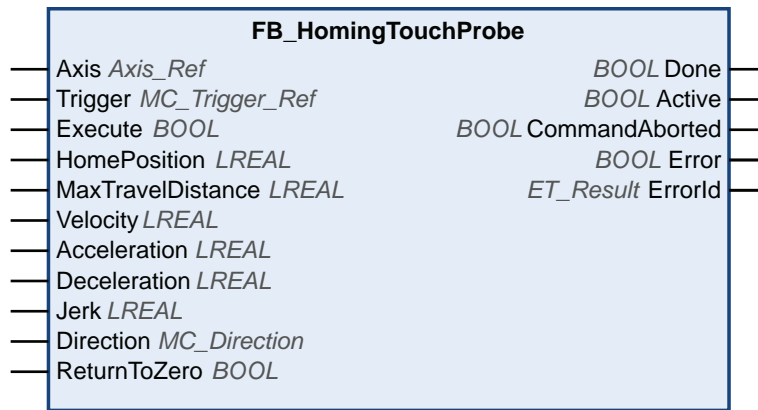 FB_HomingTouchProbe
Axis Axis_Ref BOOL Done
Trigger MC_Trigger_Ref BOOL Active
Execute BOOL BOOL CommandAborted
HomePosition LREAL BOOL Error
MaxTravelDistance LREAL ET_Result ErrorId
Velocity LREAL
Acceleration LREAL
Deceleration LREAL
Jerk LREAL
Direction MC_Direction
ReturnToZero BOOL